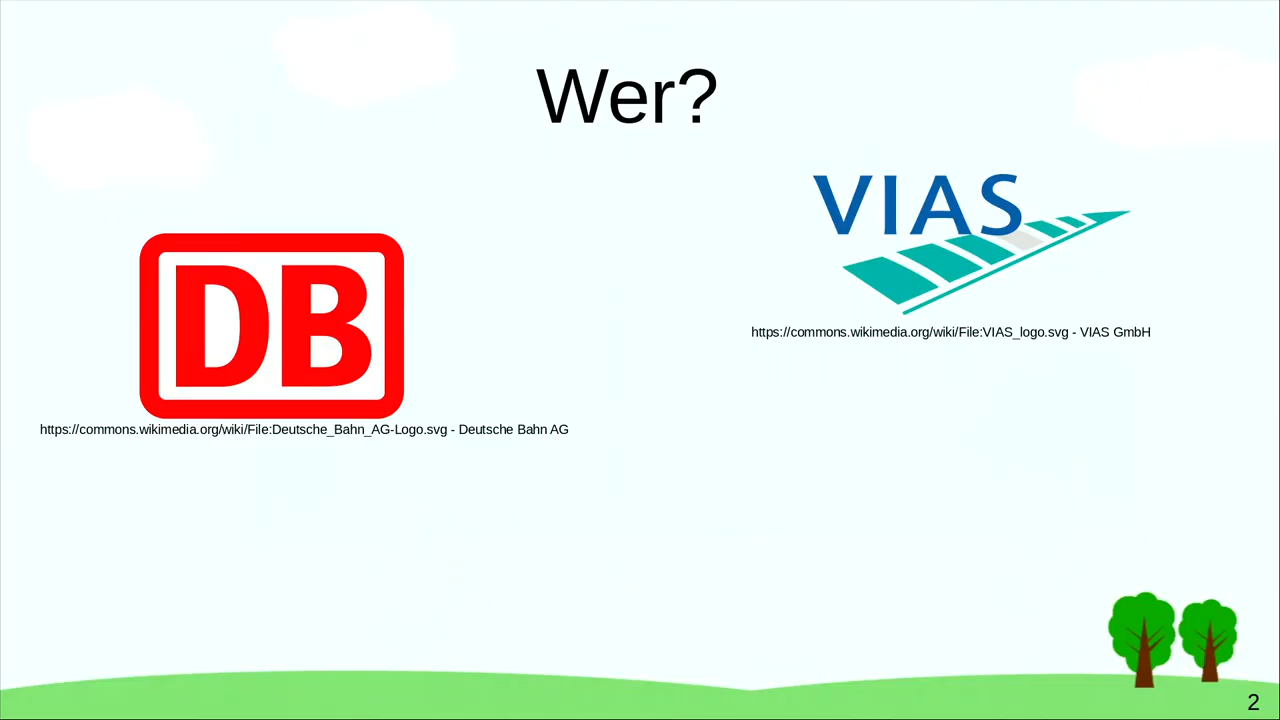 Wer?
VIAS
https://commons.wikimedia.org/wiki/File:VIAS_logo.svg - VIAS GmbH
DB
https://commons.wikimedia.org/wiki/File:Deutsche_Bahn_AG-Logo.svg - Deutsche Bahn AG
2